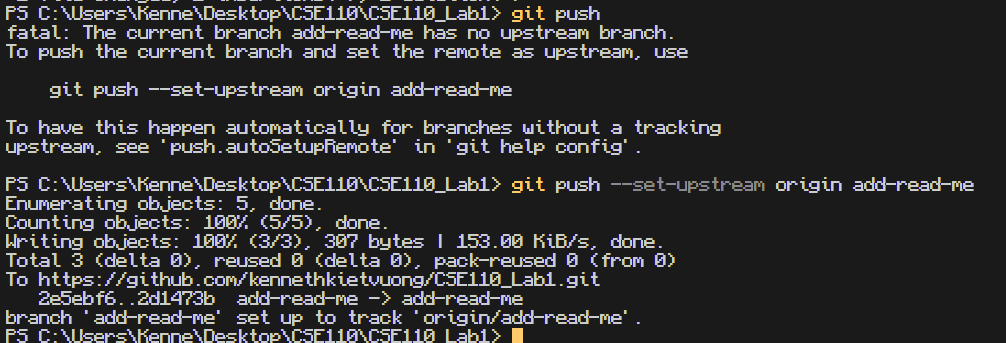 PS C:\Users\Kenne\Desktop\CSE110\CSE110_Lab1> git push
fatal: The current branch add-read-me has no upstream branch.
To push the current branch and set the remote as upstream, use
    git push --set-upstream origin add-read-me
To have this happen automatically for branches without a tracking
upstream, see 'push.autoSetupRemote' in 'git help config'.
PS C:\Users\Kenne\Desktop\CSE110\CSE110_Lab1> git push --set-upstream origin add-read-me
Enumerating objects: 5, done.
Counting objects: 100% (5/5), done.
Writing objects: 100% (3/3), 307 bytes | 153.00 KiB/s, done.
Total 3 (delta 0), reused 0 (delta 0), pack-reused 0 (from 0)
To https://github.com/kennethkietvuong/CSE110_Lab1.git
   2e5ebf6..2d1473b  add-read-me -> add-read-me
branch 'add-read-me' set up to track 'origin/add-read-me'.
PS C:\Users\Kenne\Desktop\CSE110\CSE110_Lab1>